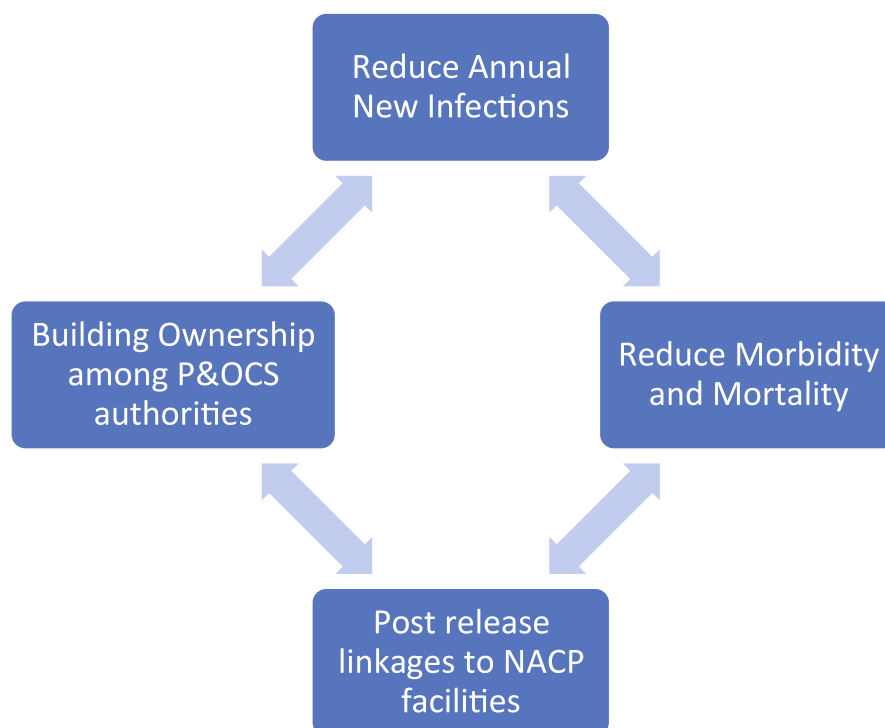 Reduce Annual
New Infections
Building Ownership
among P&OCS
authorities
Reduce Morbidity
and Mortality
Post release
linkages to NACP
facilities